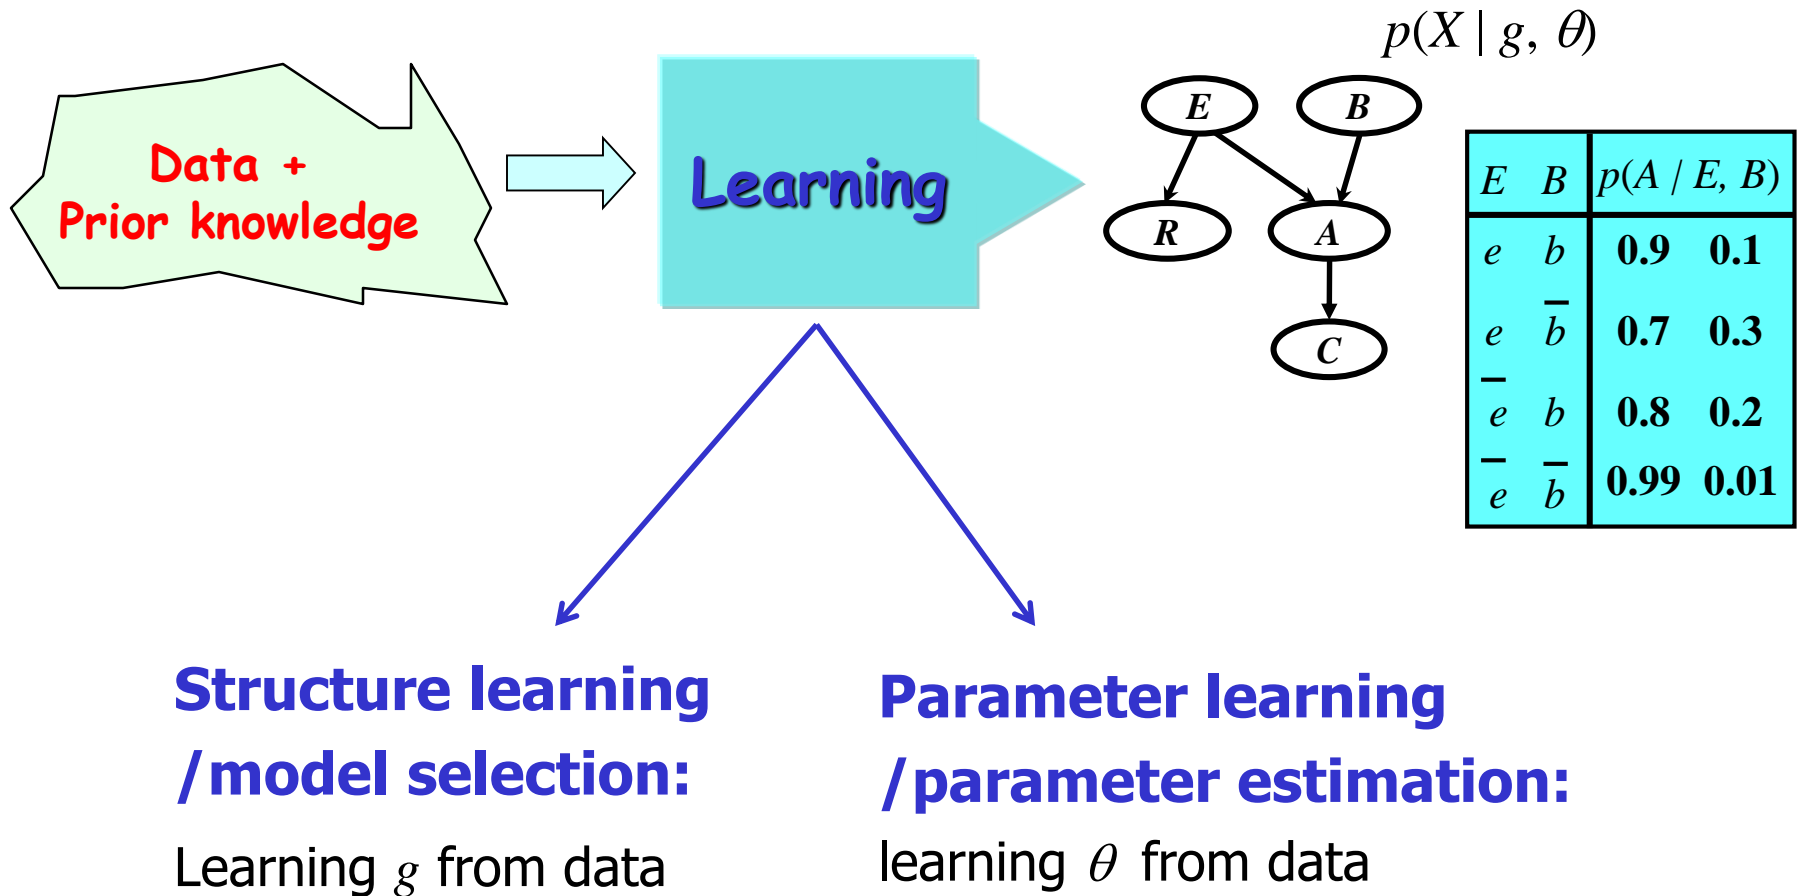 Data +
Prior knowledge
Learning
p(X | g, θ)
E
B
R
A
C
E B p(A / E, B)
e b 0.9 0.1
e b̅ 0.7 0.3
e̅ b 0.8 0.2
e̅ b̅ 0.99 0.01
Structure learning
/model selection:
Learning g from data
Parameter learning
/parameter estimation:
learning θ from data